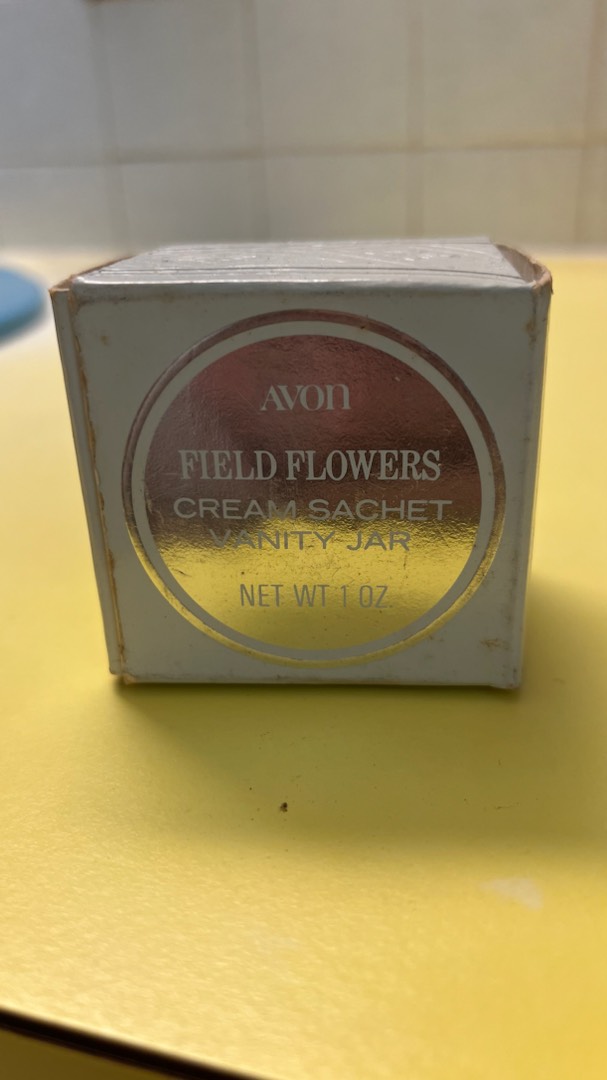 AVON
FIELD FLOWERS
CREAM SACHET
VANITY JAR
NET WT 1 OZ.